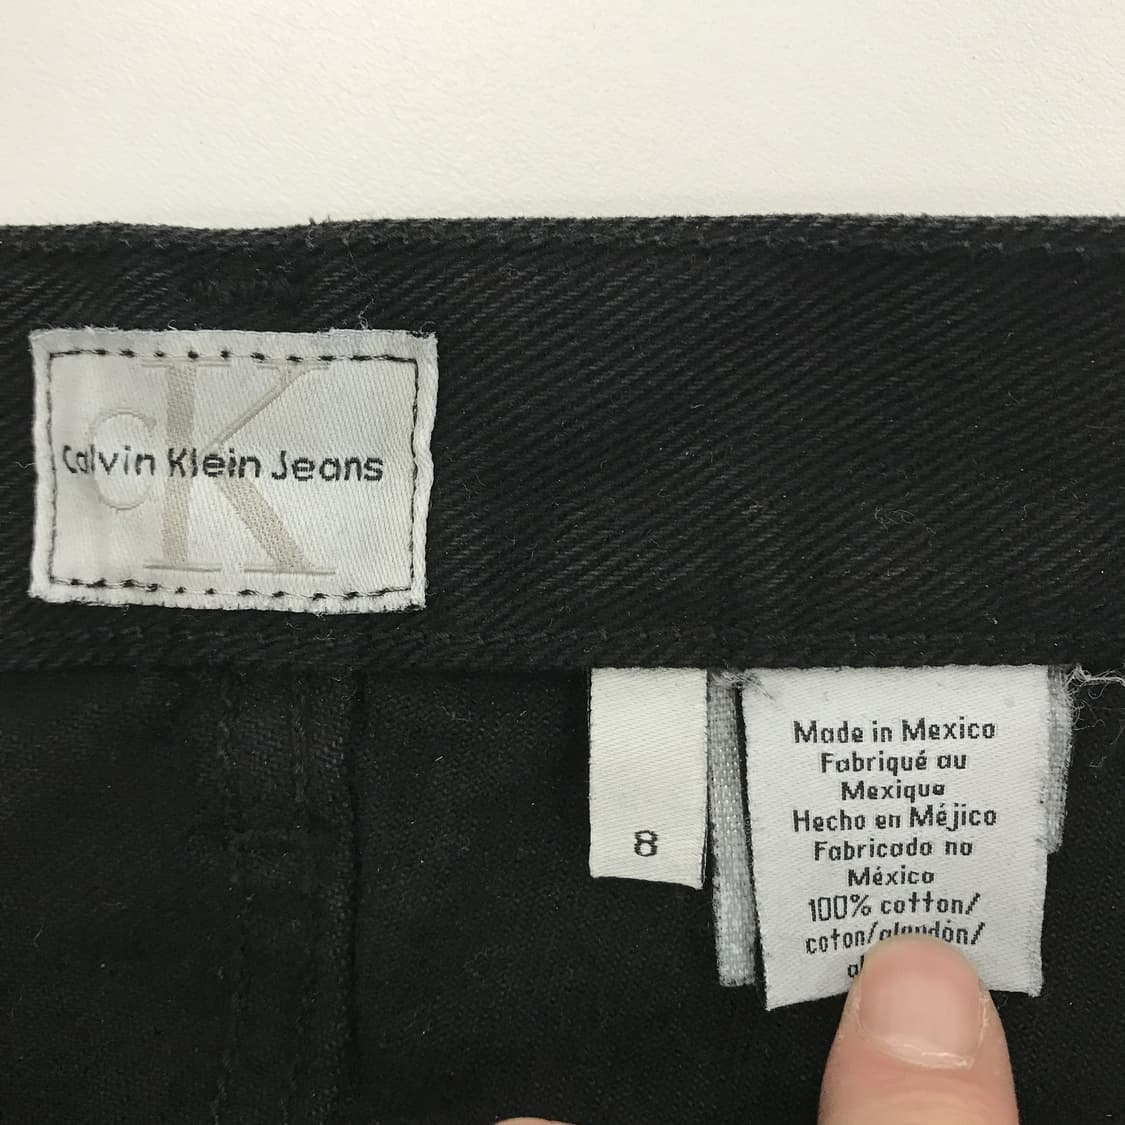 cK
Calvin Klein Jeans
8
Made in Mexico
Fabriqué au
Mexique
Hecho en Méjico
Fabricado no
México
100% cotton/
coton/algodón/